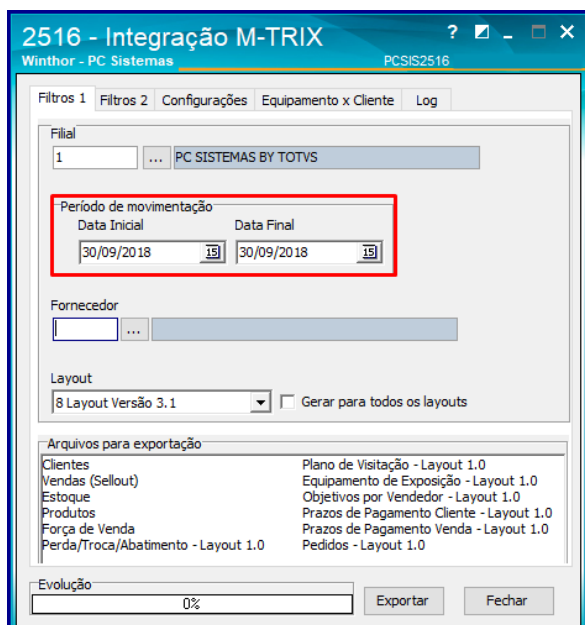 2516 - Integração M-TRIX
Winthor - PC Sistemas PCSIS2516
Filtros 1 Filtros 2 Configurações Equipamento x Cliente Log
Filial
1 ... PC SISTEMAS BY TOTVS
Período de movimentação
Data Inicial Data Final
30/09/2018 15 30/09/2018 15
Fornecedor
...
Layout
8 Layout Versão 3.1 Gerar para todos os layouts
Arquivos para exportação
Clientes Plano de Visitação - Layout 1.0
Vendas (Sellout) Equipamento de Exposição - Layout 1.0
Estoque Objetivos por Vendedor - Layout 1.0
Produtos Prazos de Pagamento Cliente - Layout 1.0
Força de Venda Prazos de Pagamento Venda - Layout 1.0
Perda/Troca/Abatimento - Layout 1.0 Pedidos - Layout 1.0
Evolução
0% Exportar Fechar